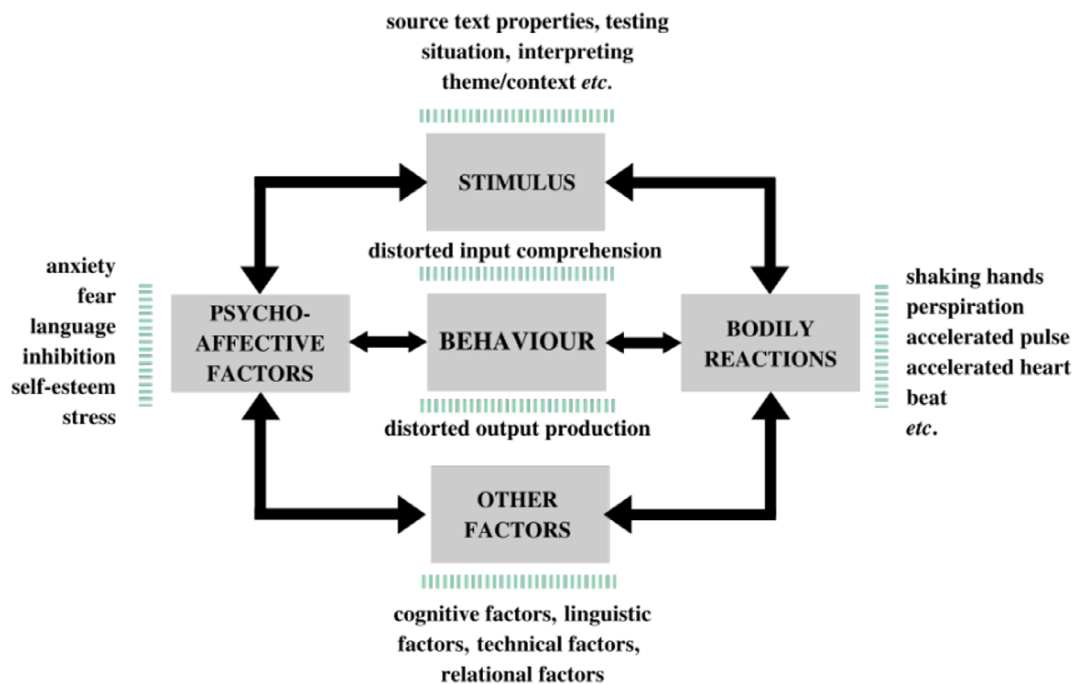 source text properties, testing
situation, interpreting
theme/context etc.
STIMULUS
distorted input comprehension
anxiety
fear
language
inhibition
self-esteem
stress
PSYCHO-
AFFECTIVE
FACTORS
BEHAVIOUR
BODILY
REACTIONS
shaking hands
perspiration
accelerated pulse
accelerated heart
beat
etc.
distorted output production
OTHER
FACTORS
cognitive factors, linguistic
factors, technical factors,
relational factors